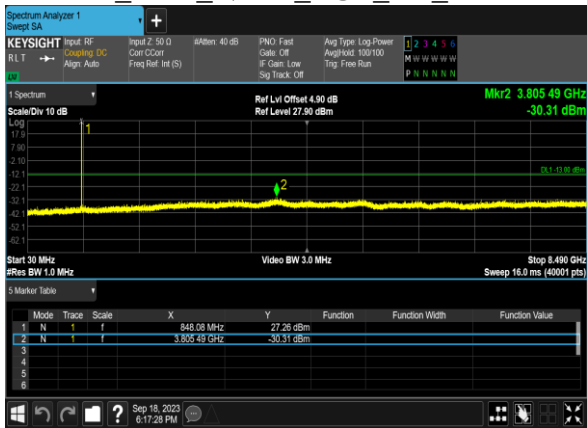 Spectrum Analyzer 1
Swept SA
KEYSIGHT Input: RF Input Z: 50 Ω #Atten: 40 dB PNO: Fast Avg Type: Log-Power 1 2 3 4 5 6
RLT Coupling: DC Corr CCorr Gate: Off Avg|Hold: 100/100 M W W W W W
Align: Auto Freq Ref: Int (S) IF Gain: Low Trig: Free Run
Sig Track: Off P N N N N N
1 Spectrum Ref Lvl Offset 4.90 dB Mkr2 3.805 49 GHz
Scale/Div 10 dB Ref Level 27.90 dBm -30.31 dBm
Log
17.9
7.90
-2.10
-12.1
-22.1
-32.1
-42.1
-52.1
-62.1
1
DL1 -13.00 dBm
2
Start 30 MHz Video BW 3.0 MHz Stop 8.490 GHz
#Res BW 1.0 MHz Sweep 16.0 ms (40001 pts)
5 Marker Table
Mode Trace Scale X Y Function Function Width Function Value
1 N 1 f 848.08 MHz 27.26 dBm
2 N 1 f 3.805 49 GHz -30.31 dBm
3
4
5
6
? Sep 18, 2023
6:17:28 PM